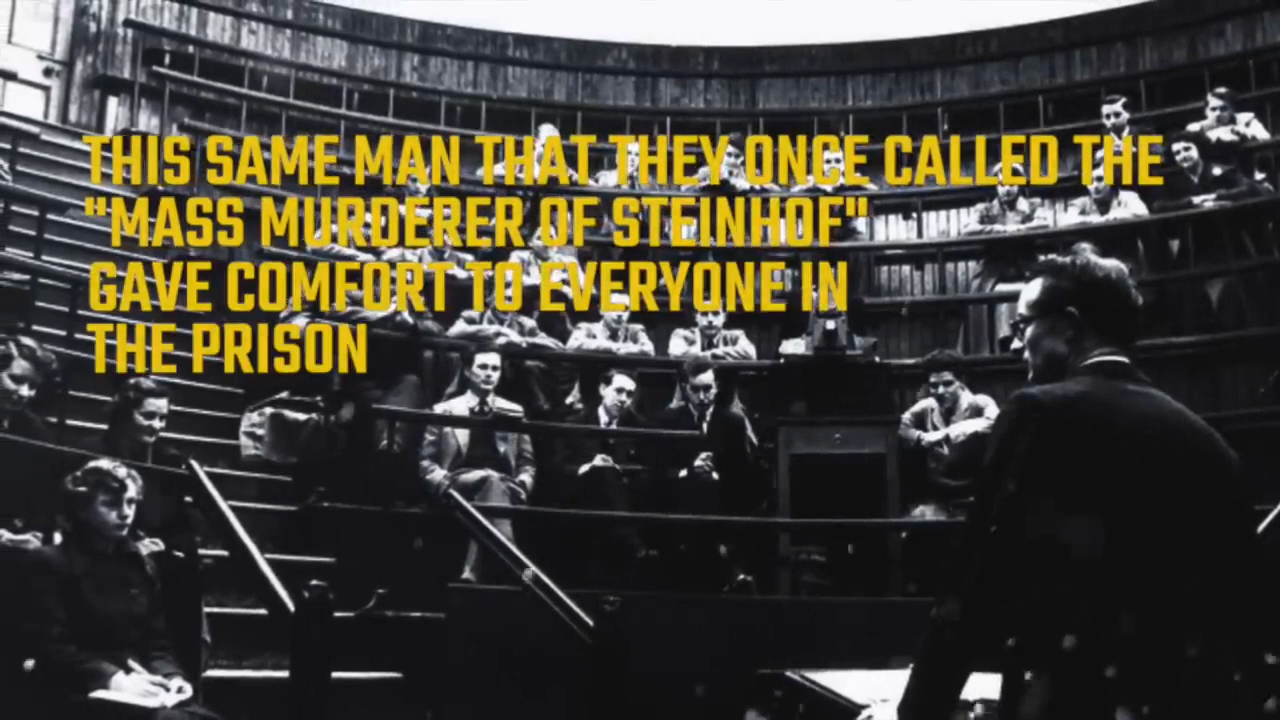 THIS SAME MAN THAT THEY ONCE CALLED THE
"MASS MURDERER OF STEINHOF"
GAVE COMFORT TO EVERYONE IN
THE PRISON